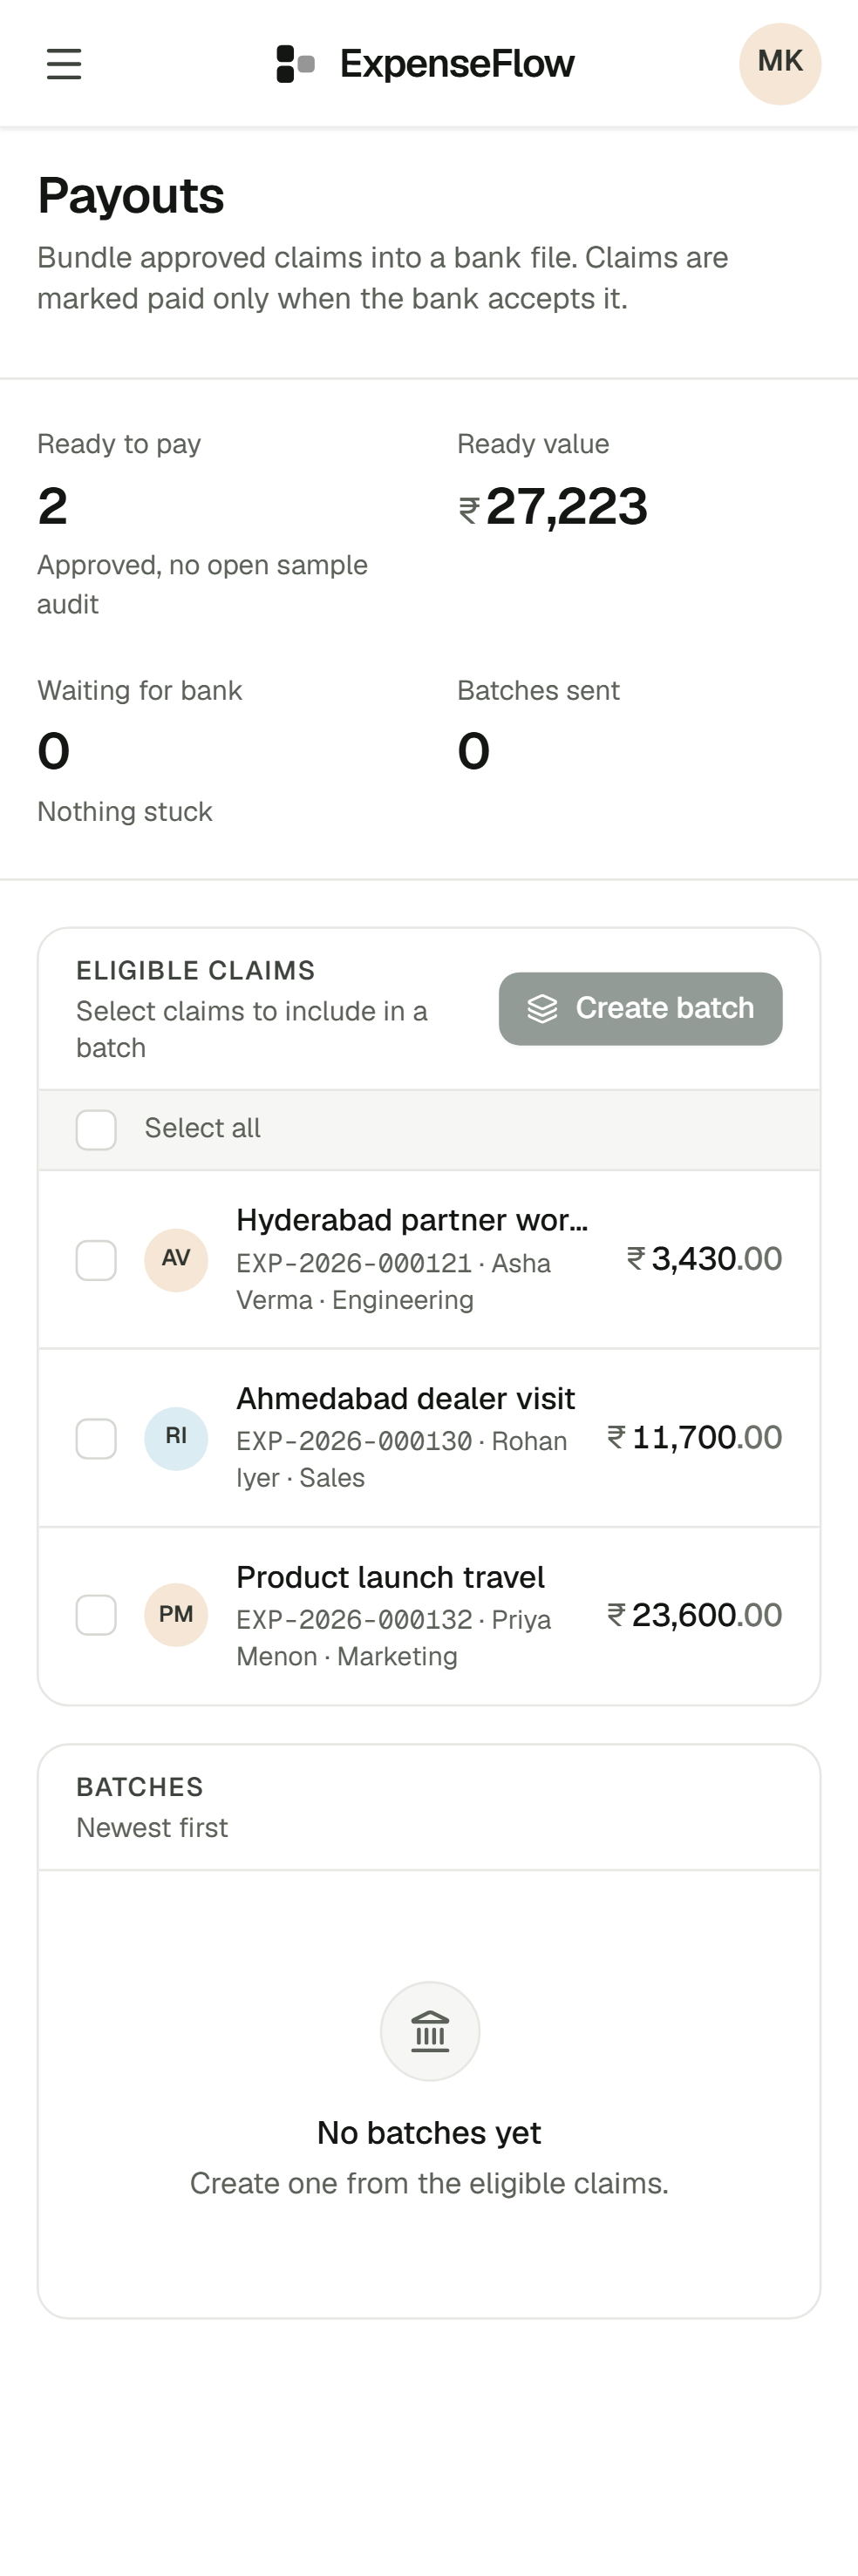 ExpenseFlow
MK
Payouts
Bundle approved claims into a bank file. Claims are
marked paid only when the bank accepts it.
Ready to pay
2
Approved, no open sample
audit
Ready value
₹27,223
Waiting for bank
0
Nothing stuck
Batches sent
0
ELIGIBLE CLAIMS
Select claims to include in a
batch
Create batch
Select all
AV
Hyderabad partner wor...
EXP-2026-000121 · Asha
Verma · Engineering
₹3,430.00
RI
Ahmedabad dealer visit
EXP-2026-000130 · Rohan
Iyer · Sales
₹11,700.00
PM
Product launch travel
EXP-2026-000132 · Priya
Menon · Marketing
₹23,600.00
BATCHES
Newest first
No batches yet
Create one from the eligible claims.